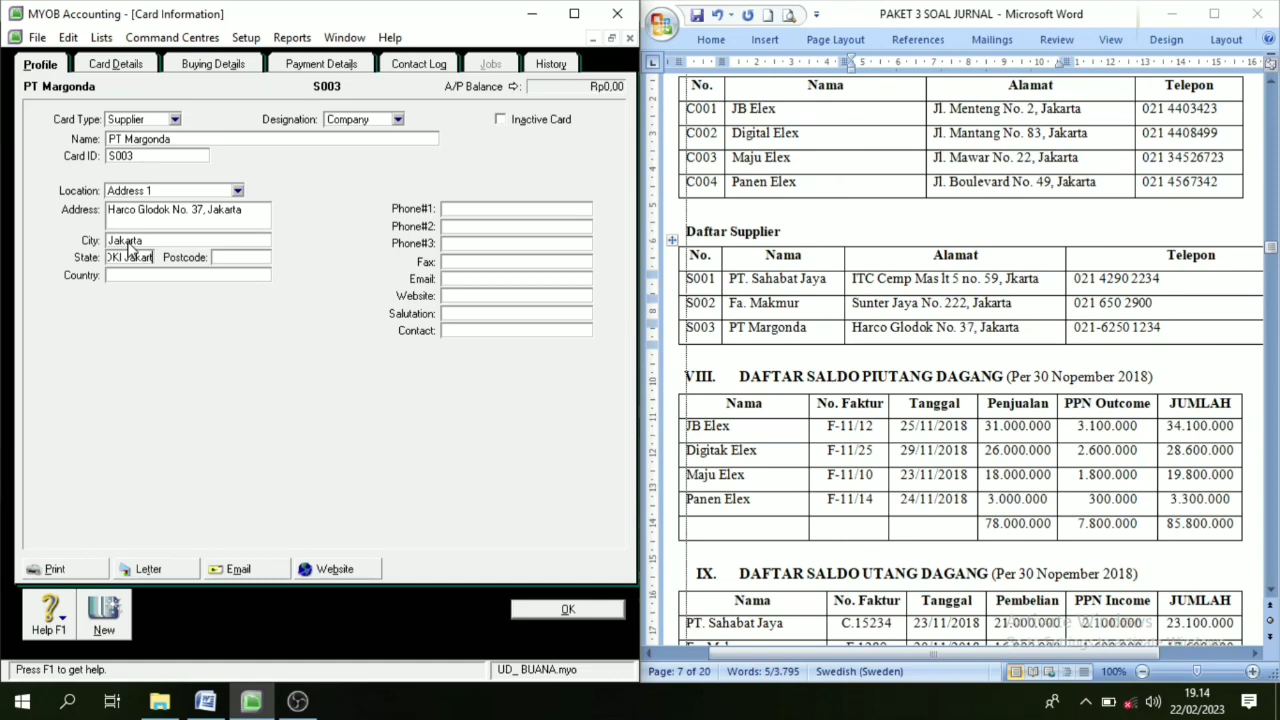 MYOB Accounting - [Card Information]
File Edit Lists Command Centres Setup Reports Window Help
Profile Card Details Buying Details Payment Details Contact Log Jobs History
PT Margonda S003 A/P Balance Rp0,00
Card Type: Supplier Designation: Company Inactive Card
Name: PT Margonda
Card ID: S003
Location: Address 1
Address: Harco Glodok No. 37, Jakarta
City: Jakarta
State: DKI Jakart Postcode:
Country:
Phone#1:
Phone#2:
Phone#3:
Fax:
Email:
Website:
Salutation:
Contact:
Print Letter Email Website
OK
Help F1 New
Press F1 to get help. UD_ BUANA.myo
PAKET 3 SOAL JURNAL - Microsoft Word
Home Insert Page Layout References Mailings Review View Design Layout
No. Nama Alamat Telepon
C001 JB Elex Jl. Menteng No. 2, Jakarta 021 4403423
C002 Digital Elex Jl. Mantang No. 83, Jakarta 021 4408499
C003 Maju Elex Jl. Mawar No. 22, Jakarta 021 34526723
C004 Panen Elex Jl. Boulevard No. 49, Jakarta 021 4567342
Daftar Supplier
No. Nama Alamat Telepon
S001 PT. Sahabat Jaya ITC Cemp Mas lt 5 no. 59, Jkarta 021 4290 2234
S002 Fa. Makmur Sunter Jaya No. 222, Jakarta 021 650 2900
S003 PT Margonda Harco Glodok No. 37, Jakarta 021-6250 1234
VIII. DAFTAR SALDO PIUTANG DAGANG (Per 30 Nopember 2018)
Nama No. Faktur Tanggal Penjualan PPN Outcome JUMLAH
JB Elex F-11/12 25/11/2018 31.000.000 3.100.000 34.100.000
Digitak Elex F-11/25 29/11/2018 26.000.000 2.600.000 28.600.000
Maju Elex F-11/10 23/11/2018 18.000.000 1.800.000 19.800.000
Panen Elex F-11/14 24/11/2018 3.000.000 300.000 3.300.000
78.000.000 7.800.000 85.800.000
IX. DAFTAR SALDO UTANG DAGANG (Per 30 Nopember 2018)
Nama No. Faktur Tanggal Pembelian PPN Income JUMLAH
PT. Sahabat Jaya C.15234 23/11/2018 21.000.000 2.100.000 23.100.000
Activate Windows
Page: 7 of 20 Words: 5/3.795 Swedish (Sweden) 100%
19.14
22/02/2023